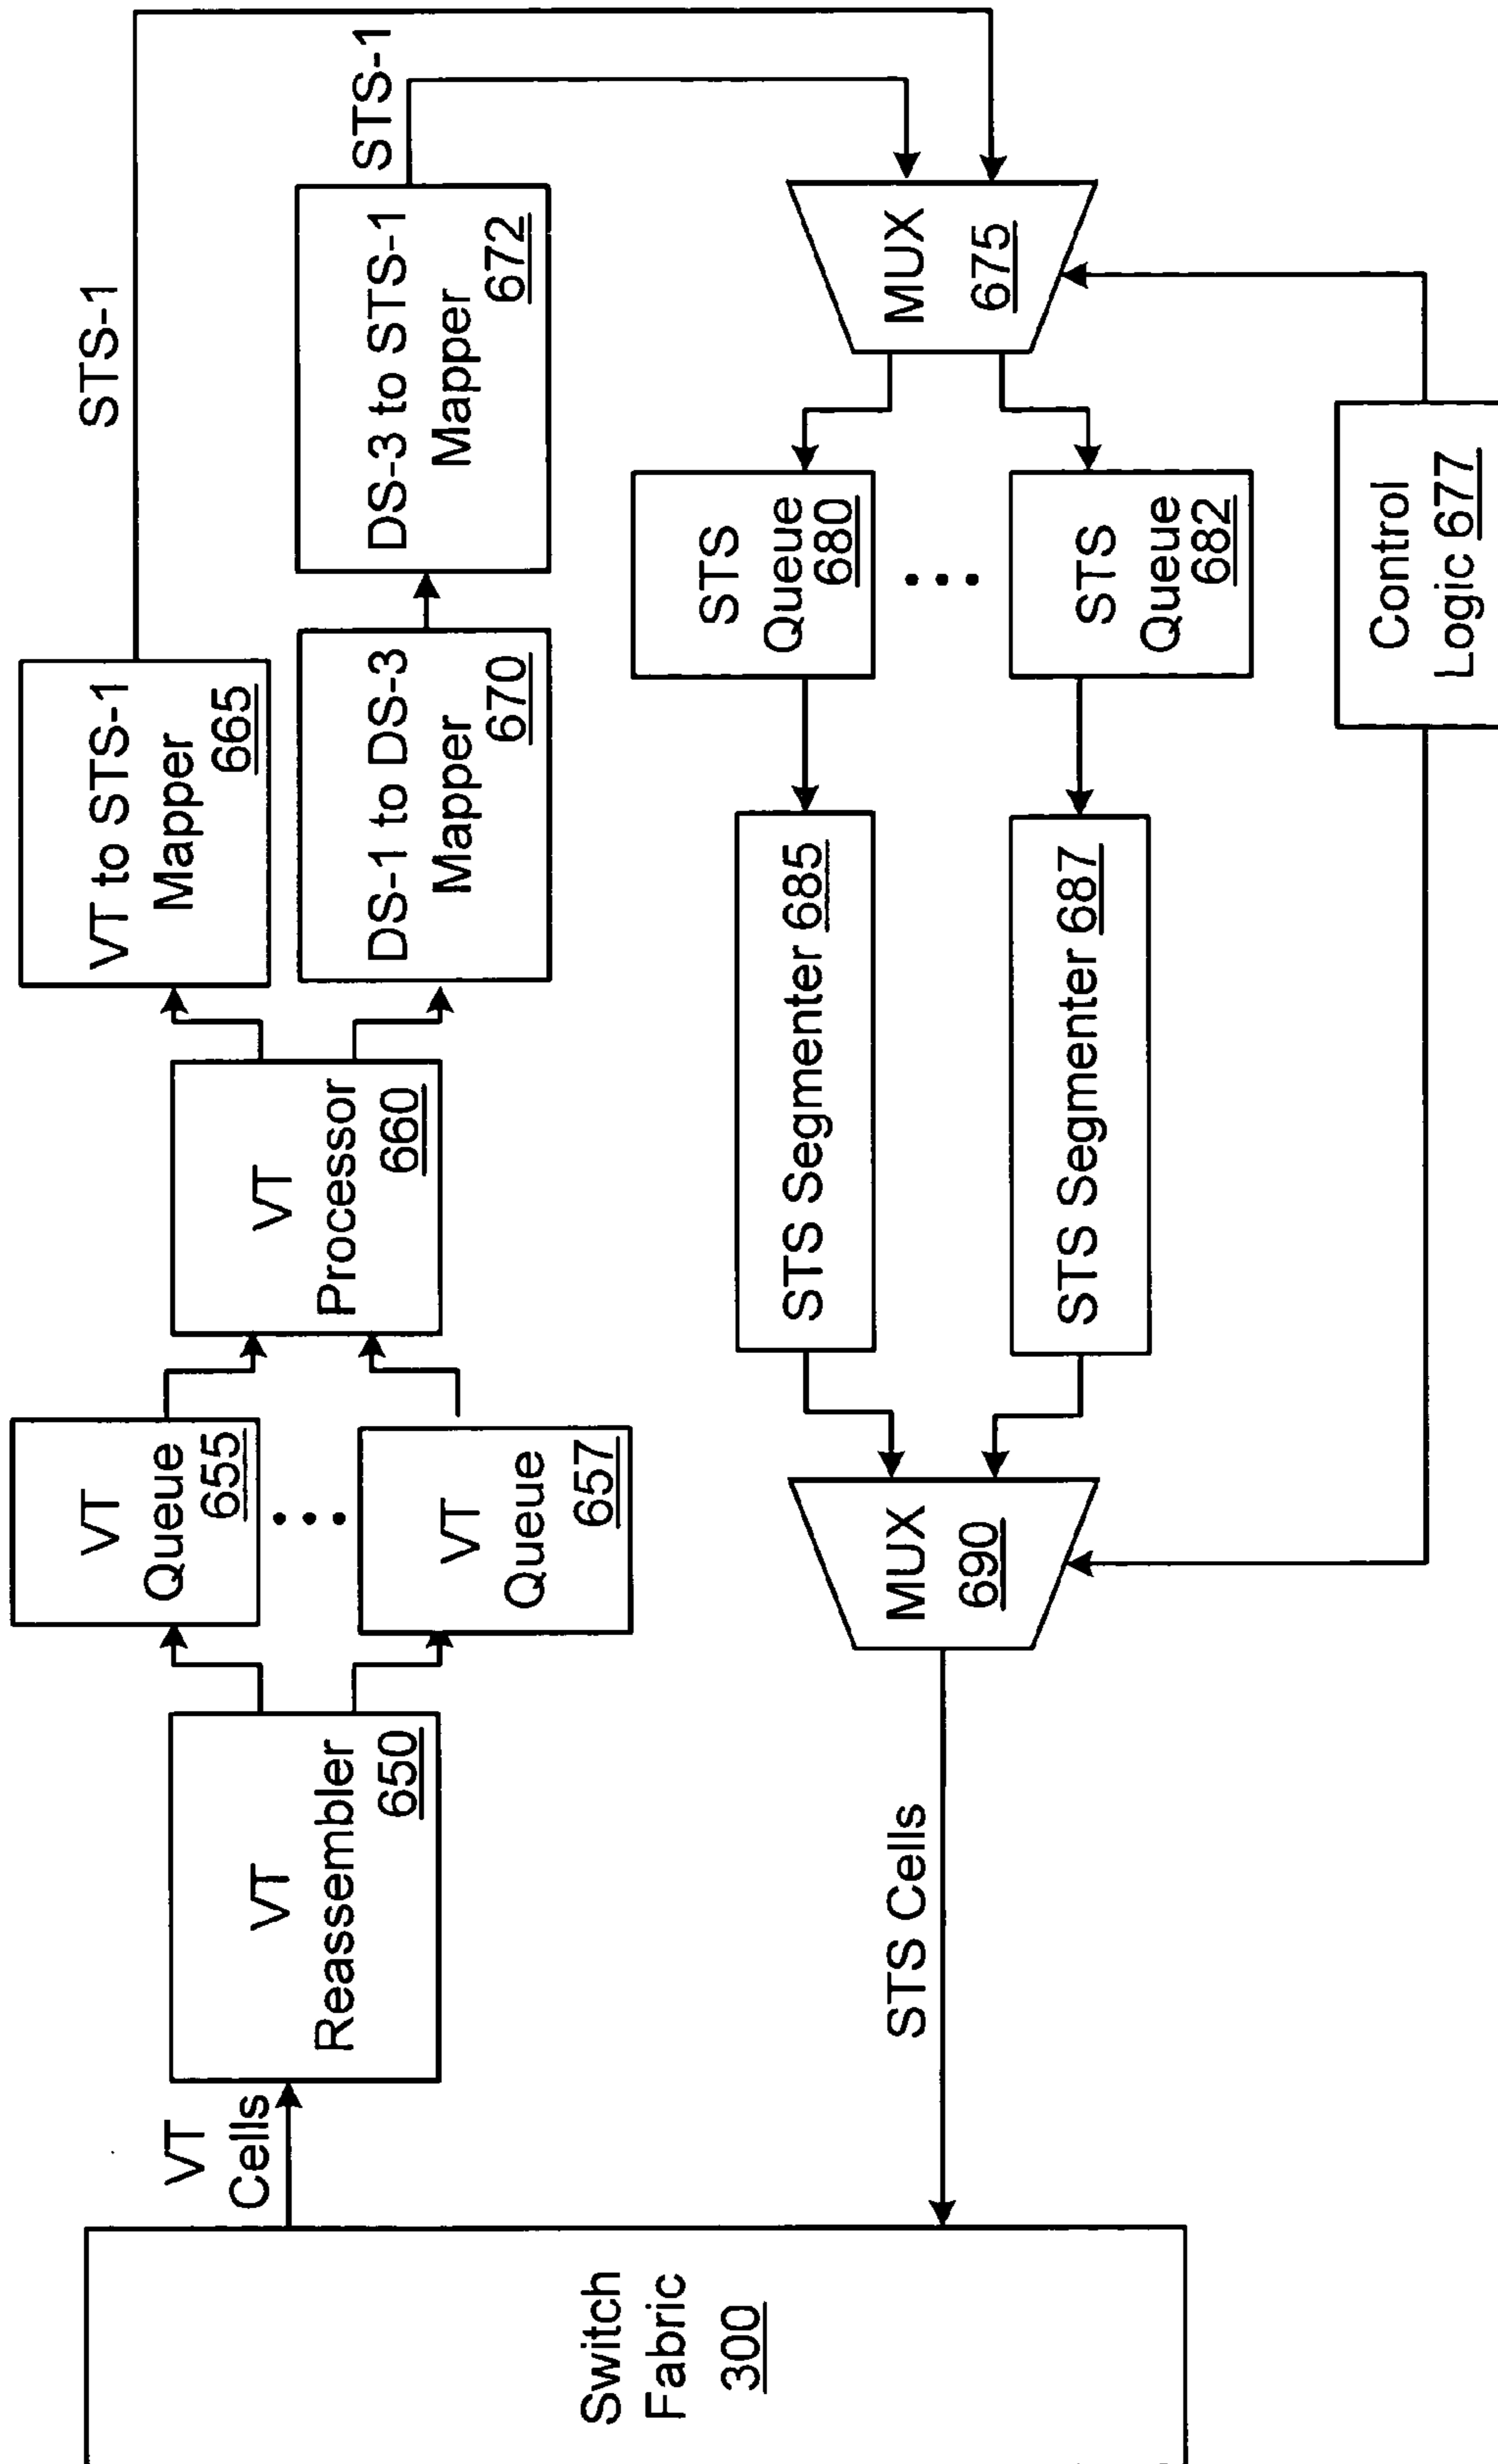 Switch
Fabric
300
VT
Cells
VT
Reassembler
650
VT
Queue
655
VT
Queue
657
VT
Processor
660
VT to STS-1
Mapper
665
DS-1 to DS-3
Mapper
670
DS-3 to STS-1
Mapper
672
STS-1
STS-1
MUX
675
Control
Logic 677
STS
Queue
680
STS
Queue
682
STS Segmenter 685
STS Segmenter 687
MUX
690
STS Cells